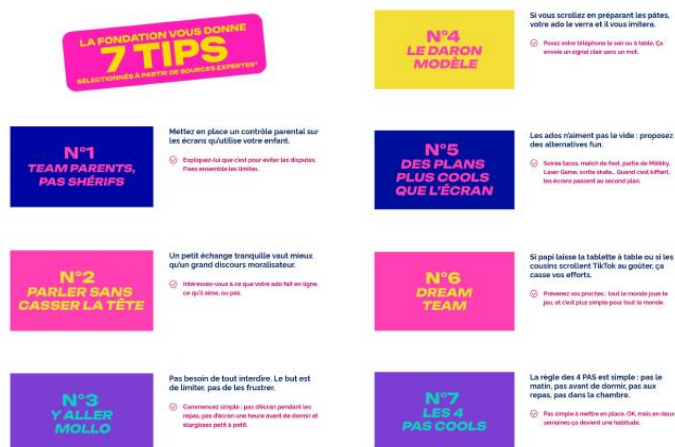 LA FONDATION VOUS DONNE
7 TIPS
SÉLECTIONNÉS À PARTIR DE SOURCES EXPERTES*
N°1
TEAM PARENTS,
PAS SHÉRIFS
Mettez en place un contrôle parental sur
les écrans qu'utilise votre enfant.
Expliquez-lui que c'est pour éviter les disputes.
Fixez ensemble les limites.
N°2
PARLER SANS
CASSER LA TÊTE
Un petit échange tranquille vaut mieux
qu'un grand discours moralisateur.
Intéressez-vous à ce que votre ado fait en ligne,
ce qu'il aime, ou pas.
N°3
Y ALLER
MOLLO
Pas besoin de tout interdire. Le but est
de limiter, pas de les frustrer.
Commencez simple : pas d'écran pendant les
repas, pas d'écran une heure avant de dormir et
élargissez petit à petit.
N°4
LE DARON
MODÈLE
Si vous scrollez en préparant les pâtes,
votre ado le verra et il vous imitera.
Posez votre téléphone le soir ou à table. Ça
envoie un signal clair sans un mot.
N°5
DES PLANS
PLUS COOLS
QUE L'ÉCRAN
Les ados n'aiment pas le vide : proposez
des alternatives fun.
Soirée tacos, match de foot, partie de Mölkky,
Laser Game, sortie skate... Quand c'est kiffant,
les écrans passent au second plan.
N°6
DREAM
TEAM
Si papi laisse la tablette à table ou si les
cousins scrollent TikTok au goûter, ça
casse vos efforts.
Prévenez vos proches : tout le monde joue le
jeu, et c'est plus simple pour tout le monde.
N°7
LES 4
PAS COOLS
La règle des 4 PAS est simple : pas le
matin, pas avant de dormir, pas aux
repas, pas dans la chambre.
Pas simple à mettre en place, OK, mais en deux
semaines ça devient une habitude.